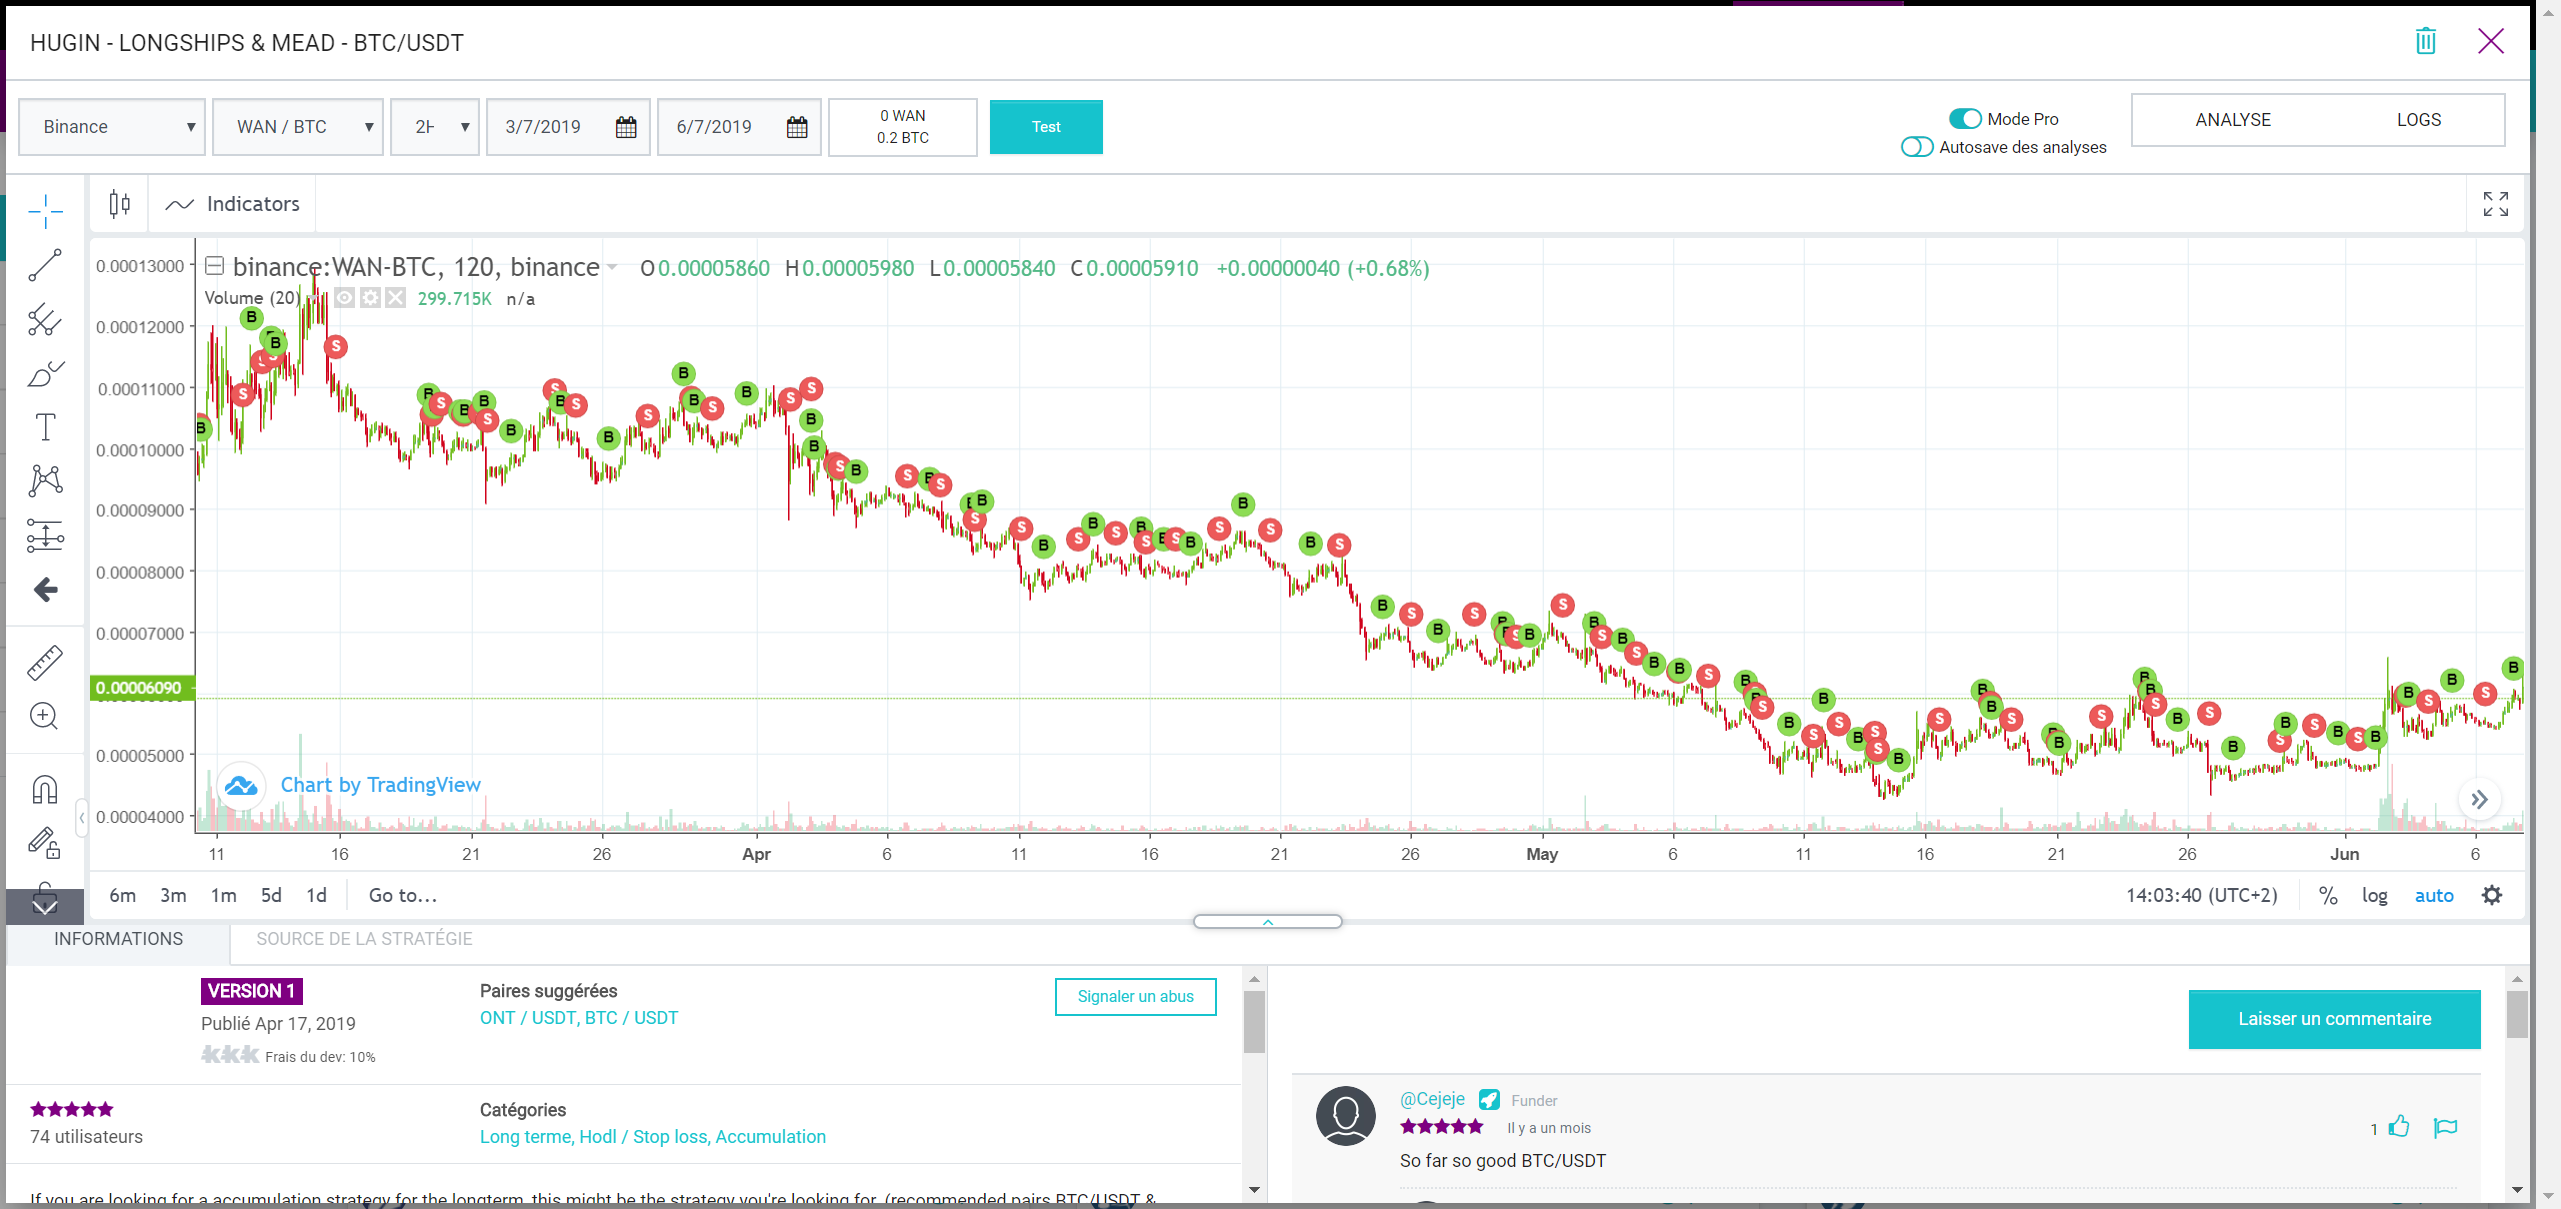 HUGIN - LONGSHIPS & MEAD - BTC/USDT
Binance
WAN / BTC
2H
3/7/2019
6/7/2019
0 WAN
0.2 BTC
Test
Mode Pro
Autosave des analyses
ANALYSE
LOGS
Indicators
binance:WAN-BTC, 120, binance
O0.00005860 H0.00005980 L0.00005840 C0.00005910 +0.00000040 (+0.68%)
Volume (20)
299.715K n/a
0.00013000
0.00012000
0.00011000
0.00010000
0.00009000
0.00008000
0.00007000
0.00006090
0.00005000
0.00004000
Chart by TradingView
11 16 21 26 Apr 6 11 16 21 26 May 6 11 16 21 26 Jun 6
6m 3m 1m 5d 1d Go to...
14:03:40 (UTC+2) % log auto
INFORMATIONS
SOURCE DE LA STRATÉGIE
VERSION 1
Publié Apr 17, 2019
Frais du dev: 10%
Paires suggérées
ONT / USDT, BTC / USDT
Signaler un abus
74 utilisateurs
Catégories
Long terme, Hodl / Stop loss, Accumulation
If you are looking for a accumulation strategy for the longterm, this might be the strategy you're looking for. (recommended pairs BTC/USDT &
Laisser un commentaire
@Cejeje Funder
Il y a un mois
1
So far so good BTC/USDT